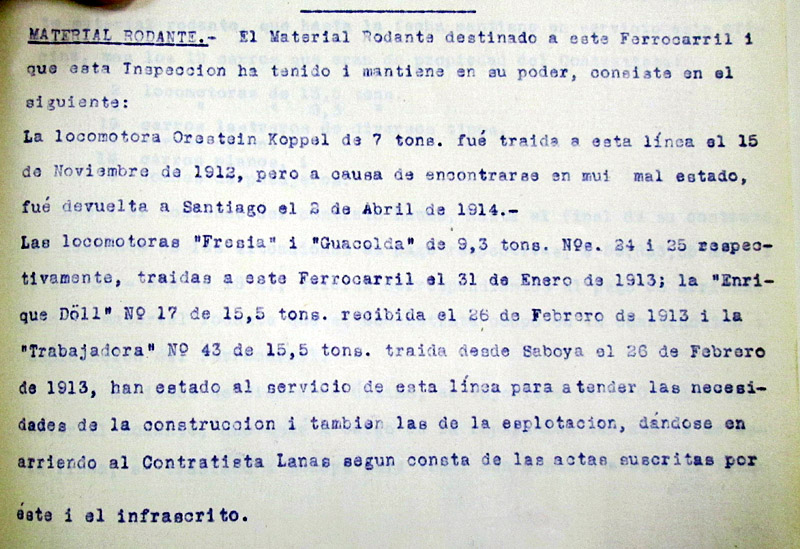 MATERIAL RODANTE.- El Material Rodante destinado a este Ferrocarril i
que esta Inspeccion ha tenido i mantiene en su poder, consiste en el
siguiente:
La locomotora Orestein Koppel de 7 tons. fué traida a esta línea el 15
de Noviembre de 1912, pero a causa de encontrarse en mui mal estado,
fué devuelta a Santiago el 2 de Abril de 1914.-
Las locomotoras "Fresia" i "Guacolda" de 9,3 tons. Nºs. 24 i 25 respec-
tivamente, traidas a este Ferrocarril el 31 de Enero de 1913; la "Enri-
que Döll" Nº 17 de 15,5 tons. recibida el 26 de Febrero de 1913 i la
"Trabajadora" Nº 43 de 15,5 tons. traida desde Saboya el 26 de Febrero
de 1913, han estado al servicio de esta línea para atender las necesi-
dades de la construccion i tambien las de la esplotacion, dándose en
arriendo al Contratista Lanas segun consta de las actas suscritas por
éste i el infrascrito.